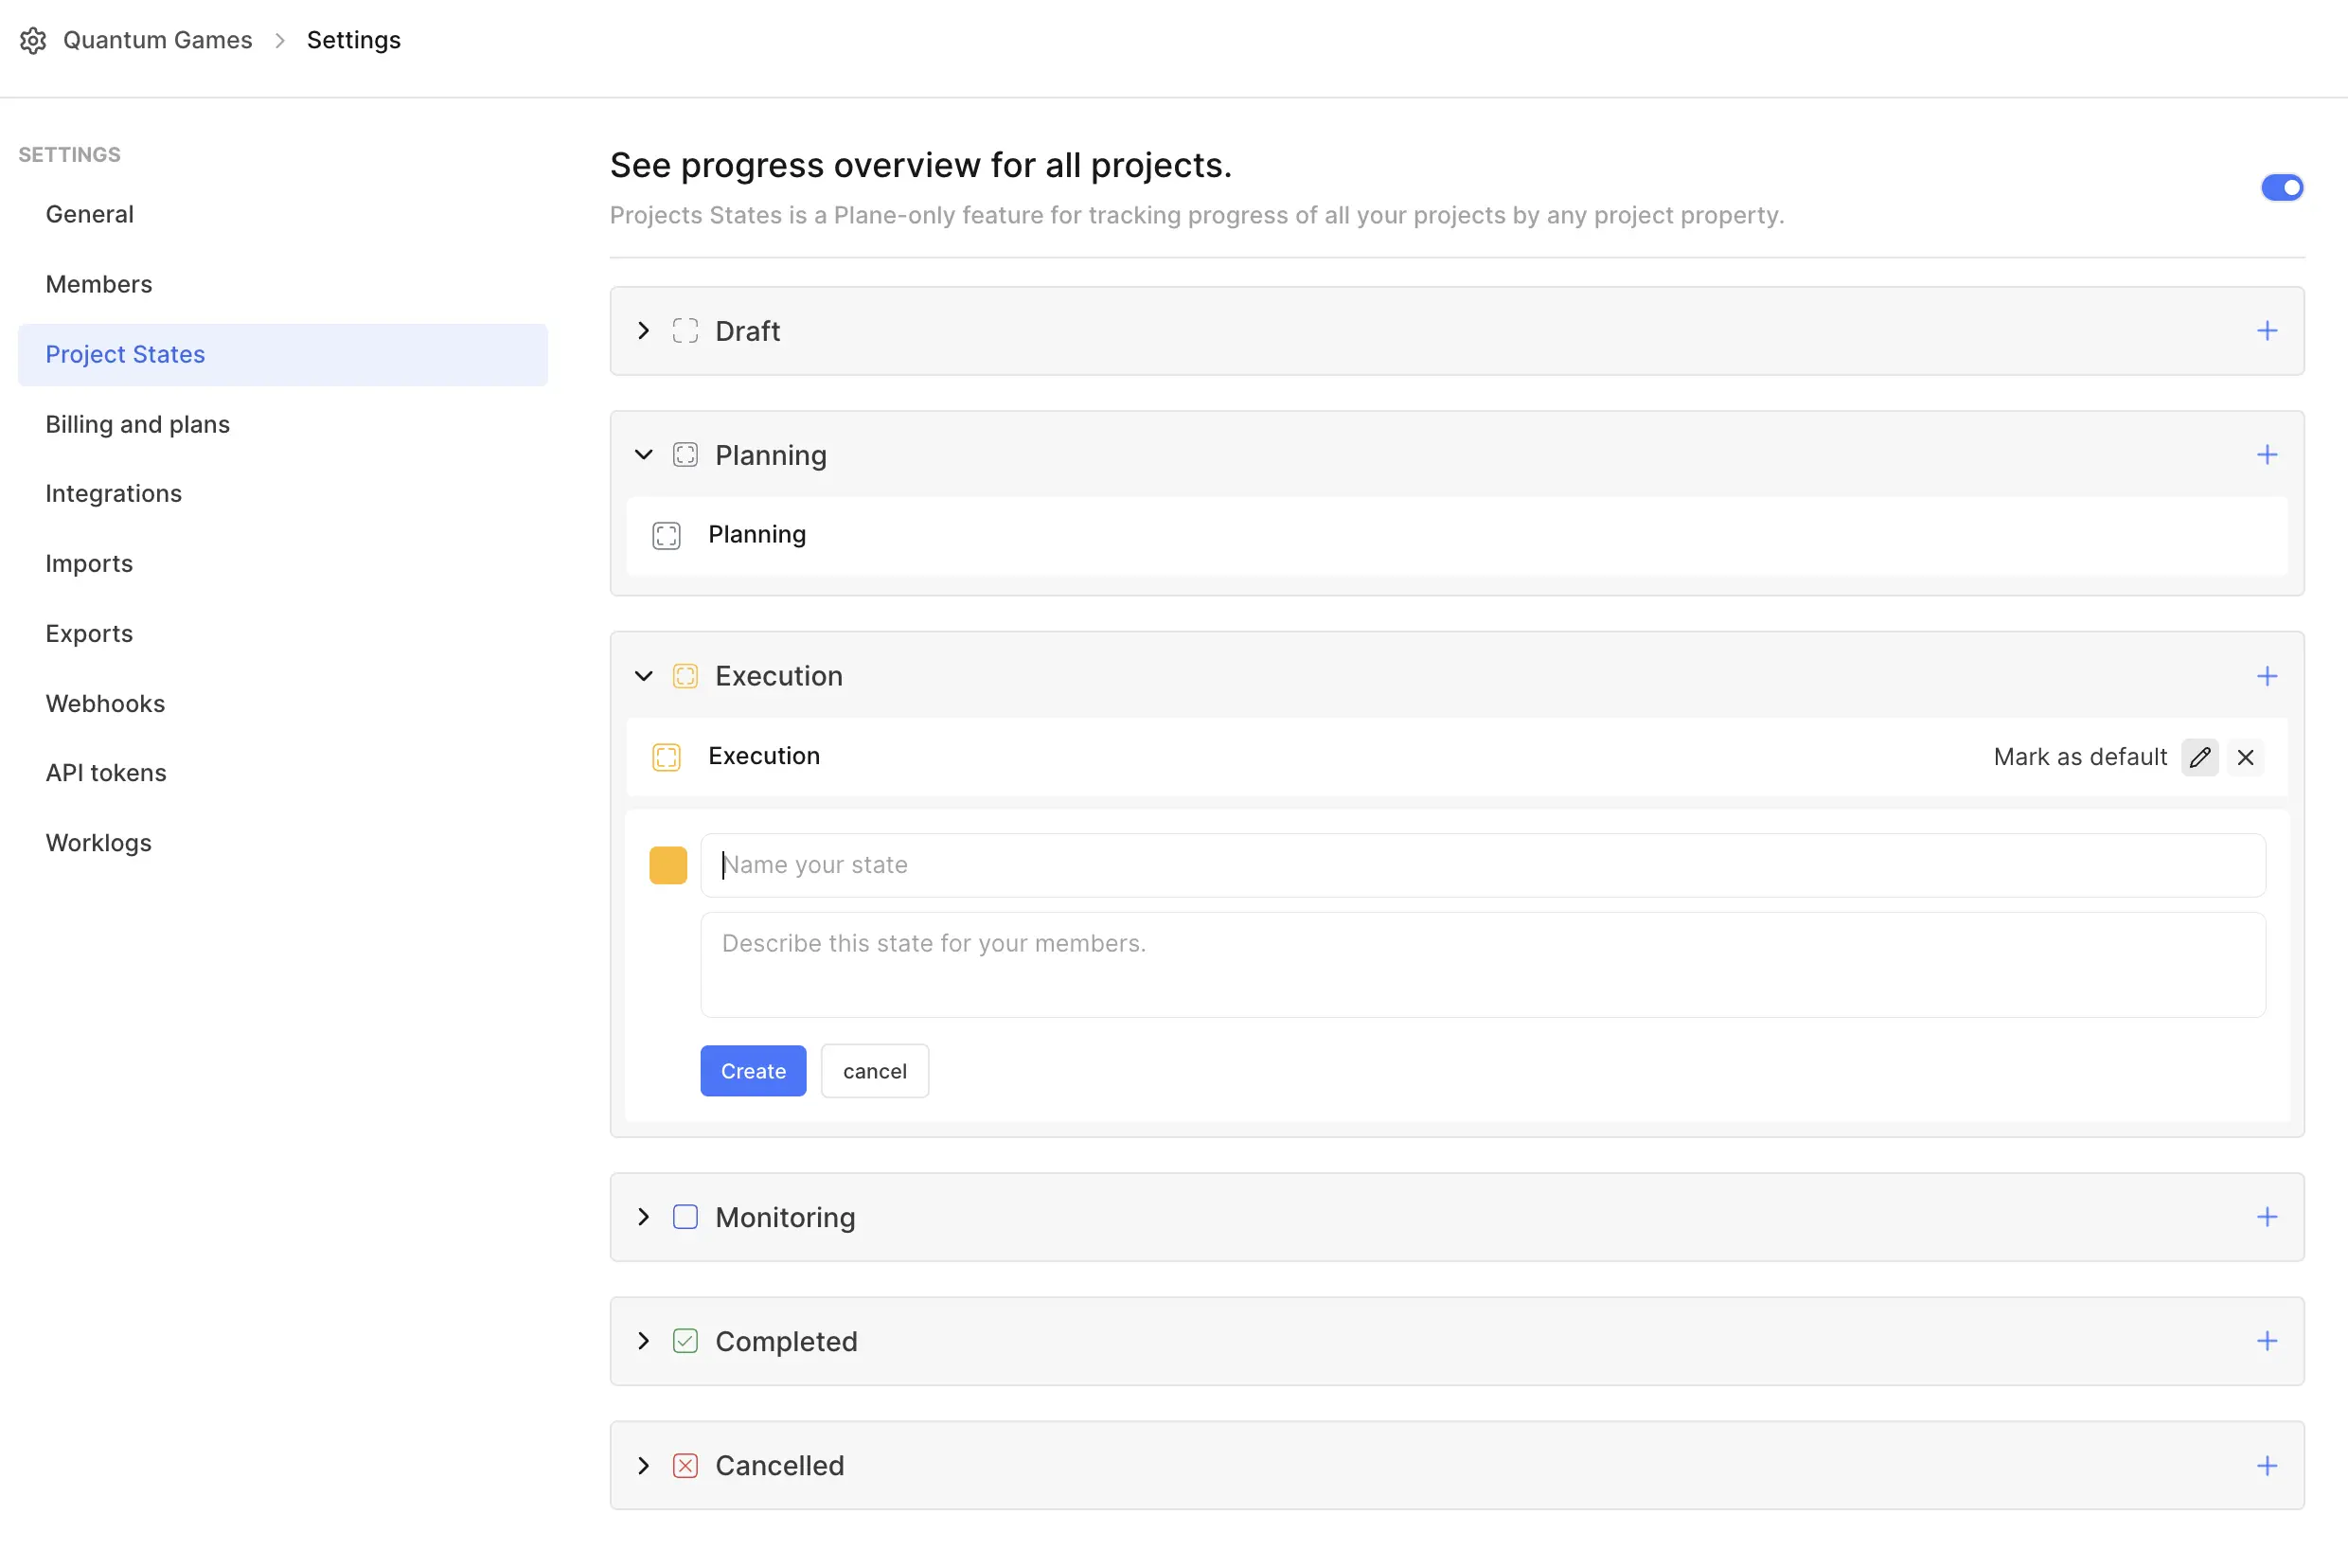 Quantum Games
Settings
SETTINGS
General
Members
Project States
Billing and plans
Integrations
Imports
Exports
Webhooks
API tokens
Worklogs
See progress overview for all projects.
Projects States is a Plane-only feature for tracking progress of all your projects by any project property.
Draft
Planning
Planning
Execution
Execution
Mark as default
Name your state
Describe this state for your members.
Create
cancel
Monitoring
Completed
Cancelled